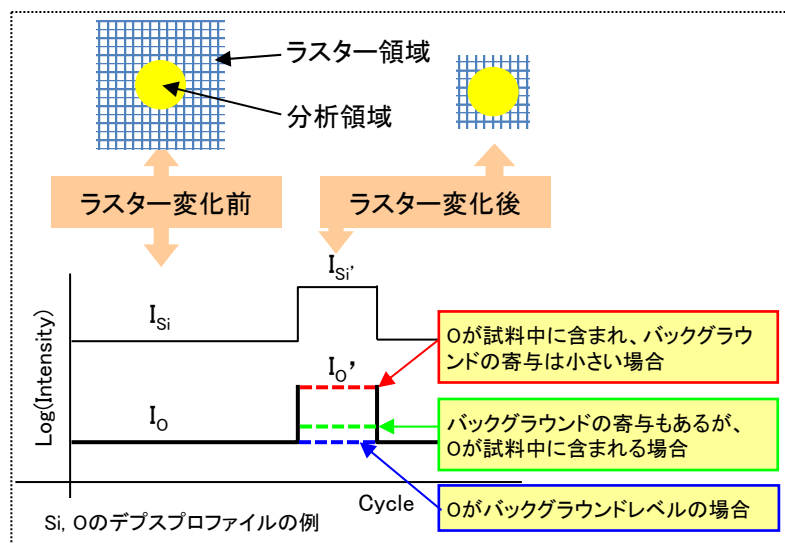 ラスター領域
分析領域
ラスター変化前
ラスター変化後
I_Si'
I_Si
Oが試料中に含まれ、バックグラウ
ンドの寄与は小さい場合
I_O’
Log(Intensity)
I_O
バックグラウンドの寄与もあるが、
Oが試料中に含まれる場合
Cycle
Oがバックグラウンドレベルの場合
Si, Oのデプスプロファイルの例